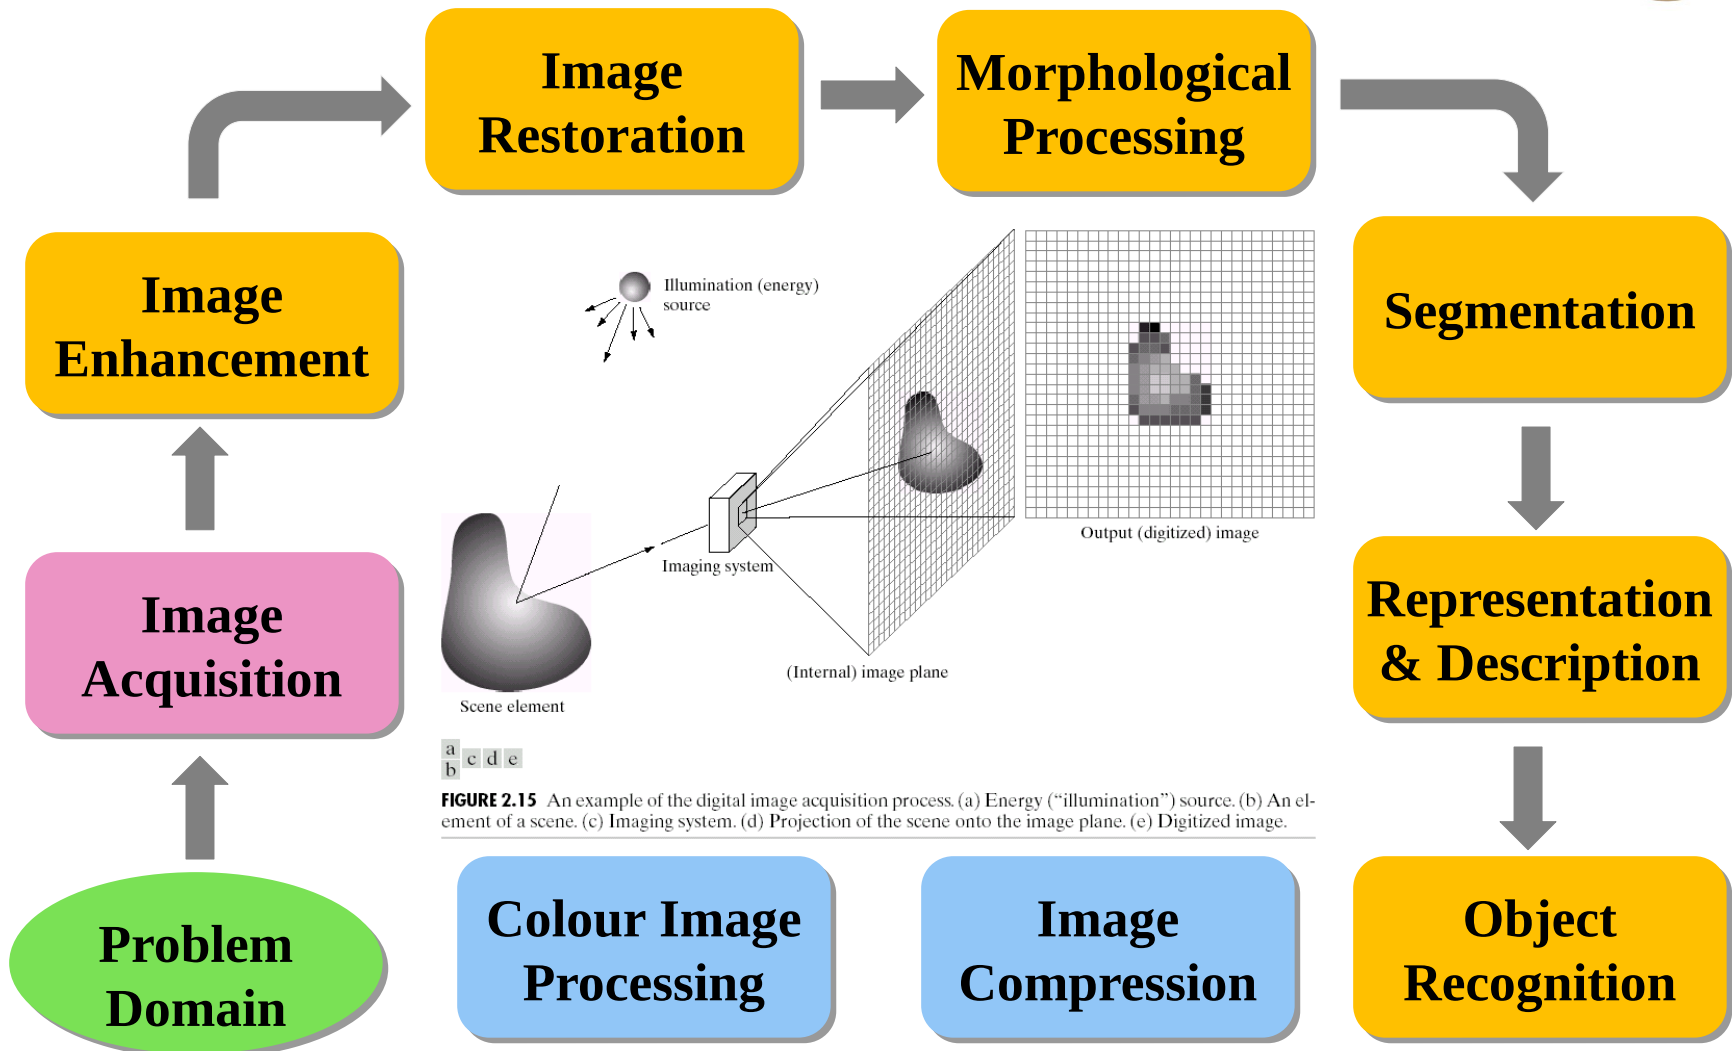 Image
Restoration
Morphological
Processing
Image
Enhancement
Segmentation
Illumination (energy)
source
Output (digitized) image
Imaging system
Image
Acquisition
Representation
& Description
(Internal) image plane
Scene element
a
b
c d e
FIGURE 2.15 An example of the digital image acquisition process. (a) Energy (“illumination”) source. (b) An el-
ement of a scene. (c) Imaging system. (d) Projection of the scene onto the image plane. (e) Digitized image.
Problem
Domain
Colour Image
Processing
Image
Compression
Object
Recognition